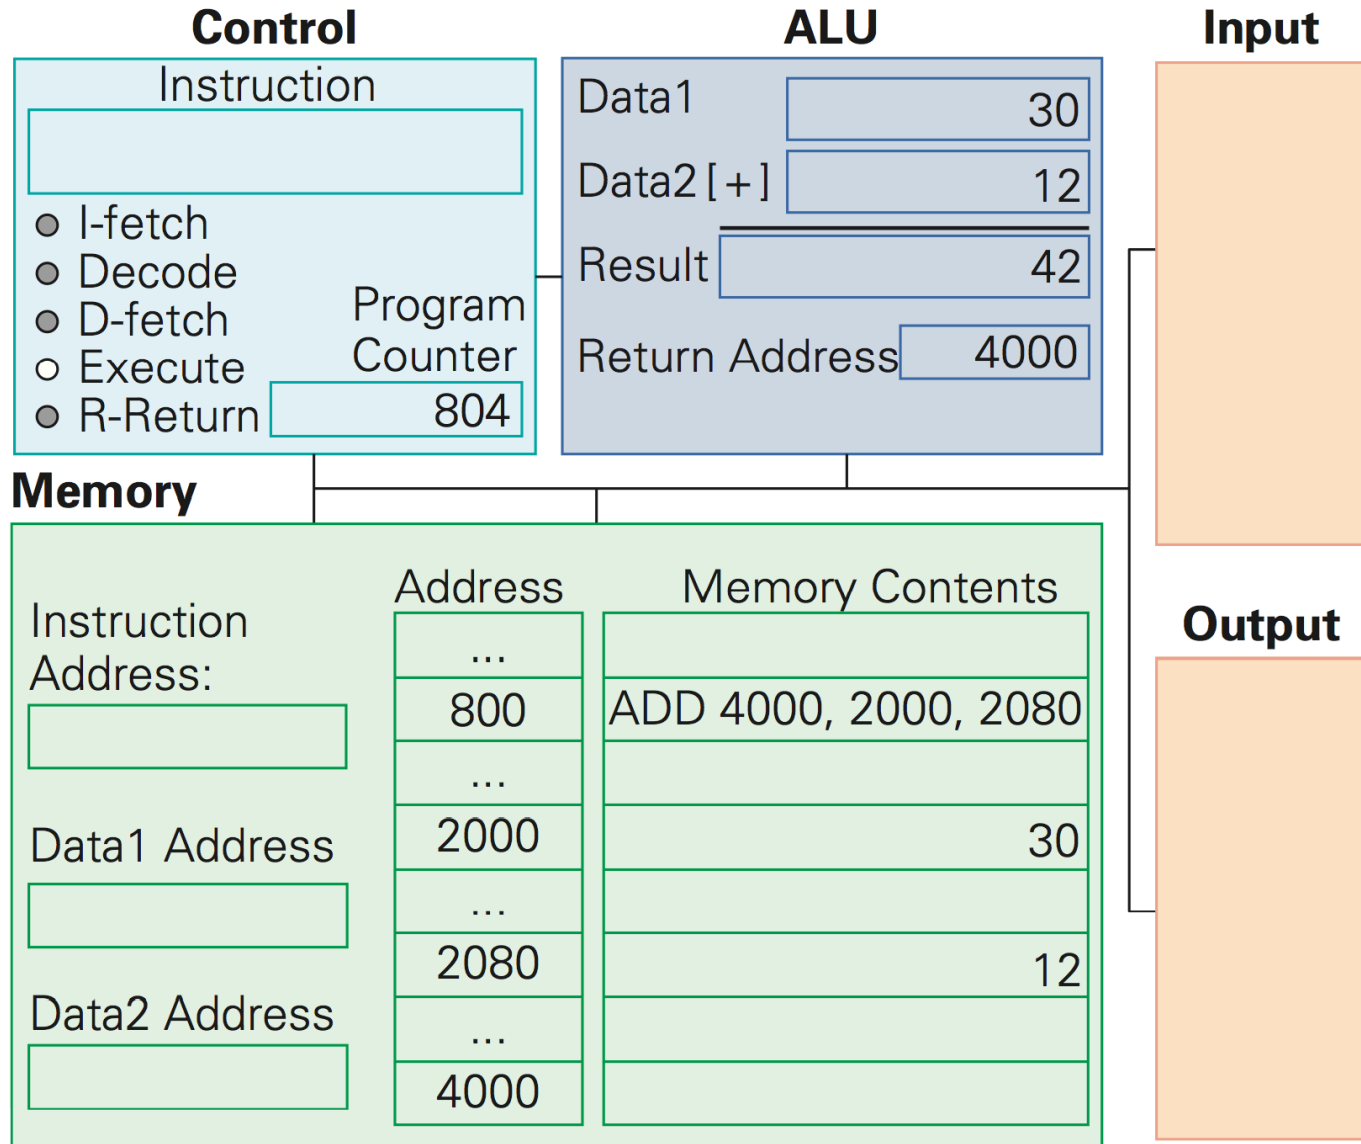 Control
Instruction
I-fetch
Decode
D-fetch
Execute
R-Return
Program
Counter
804
ALU
Data1 30
Data2 [+] 12
Result 42
Return Address 4000
Input
Output
Memory
Instruction
Address:
Data1 Address
Data2 Address
Address Memory Contents
...
800 ADD 4000, 2000, 2080
...
2000 30
...
2080 12
...
4000